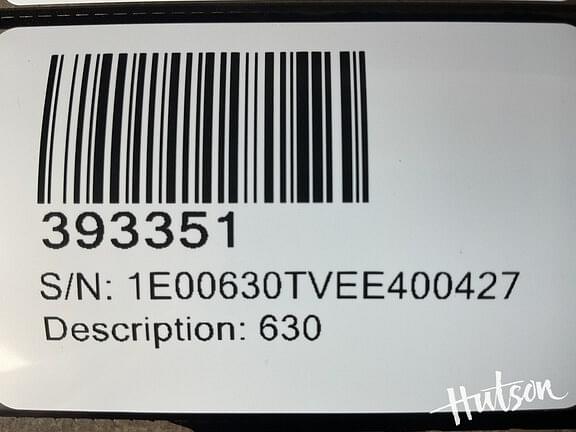 393351
S/N: 1E00630TVEE400427
Description: 630
Hutson